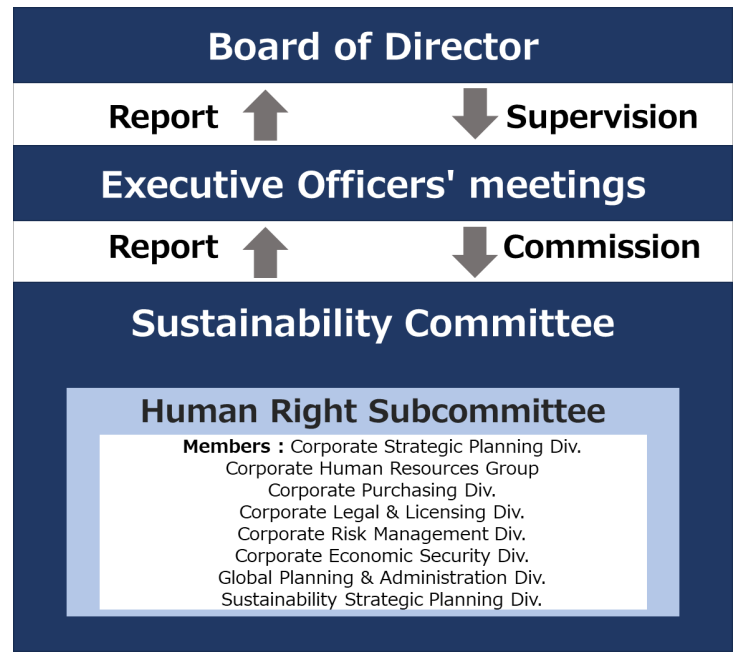 Board of Director
Report Supervision
Executive Officers' meetings
Report Commission
Sustainability Committee
Human Right Subcommittee
Members : Corporate Strategic Planning Div.
Corporate Human Resources Group
Corporate Purchasing Div.
Corporate Legal & Licensing Div.
Corporate Risk Management Div.
Corporate Economic Security Div.
Global Planning & Administration Div.
Sustainability Strategic Planning Div.